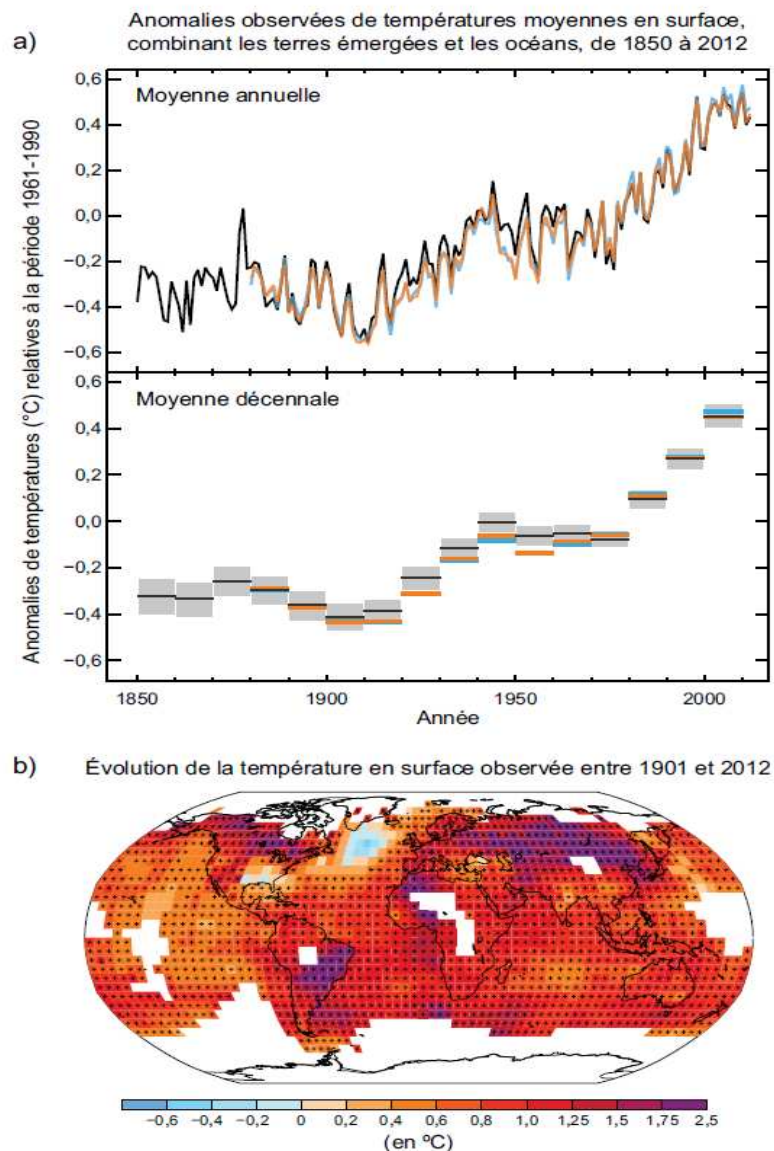 a)
Anomalies observées de températures moyennes en surface,
combinant les terres émergées et les océans, de 1850 à 2012
Anomalies de températures (°C) relatives à la période 1961-1990
Moyenne annuelle
0,6
0,4
0,2
0,0
−0,2
−0,4
−0,6
Moyenne décennale
0,6
0,4
0,2
0,0
−0,2
−0,4
−0,6
1850 1900 1950 2000
Année
b)
Évolution de la température en surface observée entre 1901 et 2012
−0,6 −0,4 −0,2 0 0,2 0,4 0,6 0,8 1,0 1,25 1,5 1,75 2,5
(en ºC)